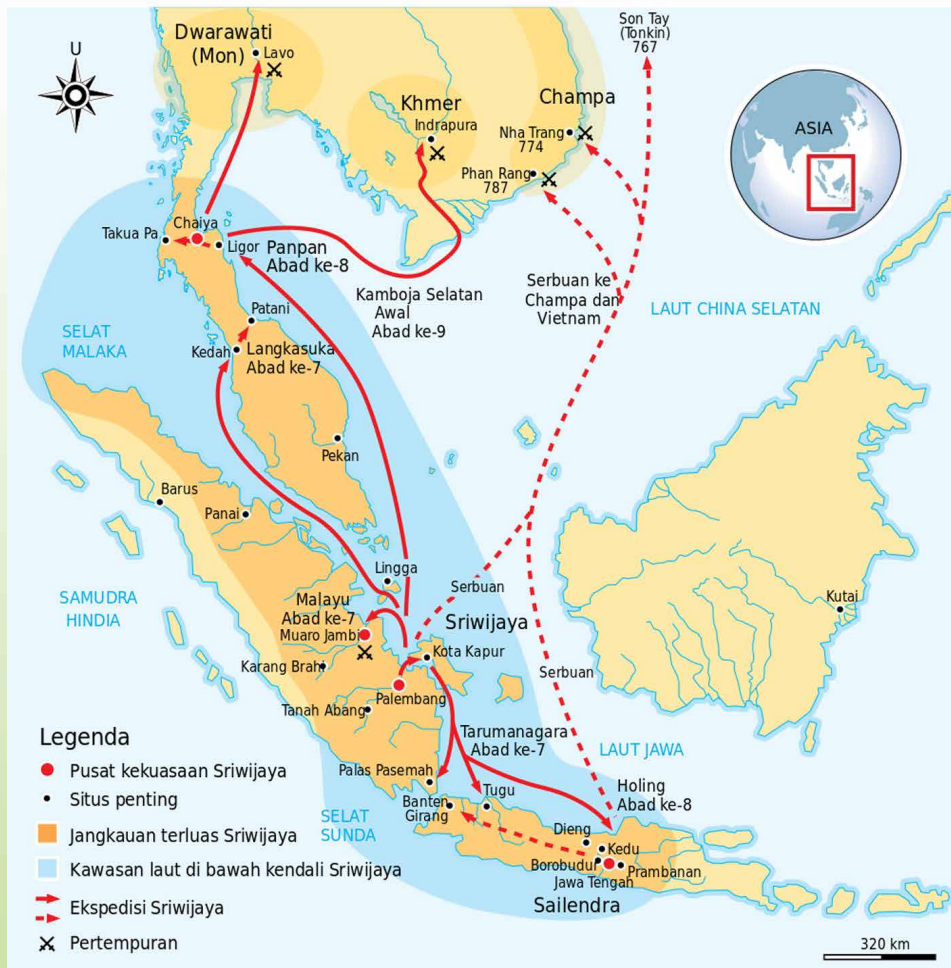 U
Dwarawati
(Mon)
Lavo
Son Tay
(Tonkin)
767
Khmer
Indrapura
Champa
Nha Trang
774
Phan Rang
787
ASIA
Chaiya
Takua Pa
Ligor
Panpan
Abad ke-8
Kamboja Selatan
Awal
Abad ke-9
Serbuan ke
Champa dan
Vietnam
LAUT CHINA SELATAN
SELAT
MALAKA
Patani
Kedah
Langkasuka
Abad ke-7
Pekan
Barus
Panai
Lingga
SAMUDRA
HINDIA
Malayu
Abad ke-7
Muaro Jambi
Serbuan
Sriwijaya
Kota Kapur
Kutai
Karang Brahi
Palembang
Tanah Abang
Serbuan
Tarumanagara
Abad ke-7
LAUT JAWA
Palas Pasemah
Holing
Abad ke-8
SELAT
SUNDA
Banten
Girang
Tugu
Dieng
Kedu
Borobudur
Prambanan
Jawa Tengah
Sailendra
Legenda
Pusat kekuasaan Sriwijaya
Situs penting
Jangkauan terluas Sriwijaya
Kawasan laut di bawah kendali Sriwijaya
Ekspedisi Sriwijaya
Pertempuran
320 km